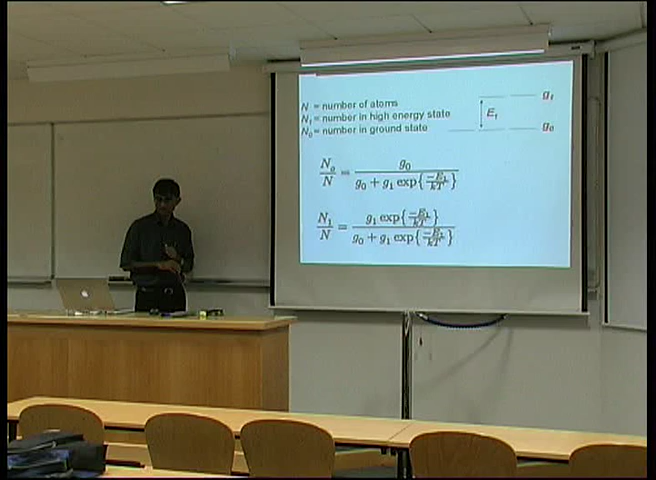 N = number of atoms
N₁ = number in high energy state
N₀ = number in ground state
g₁
E₁
g₀
N₀/N = g₀ / (g₀ + g₁ exp{−E₁/kT})
N₁/N = g₁ exp{−E₁/kT} / (g₀ + g₁ exp{−E₁/kT})